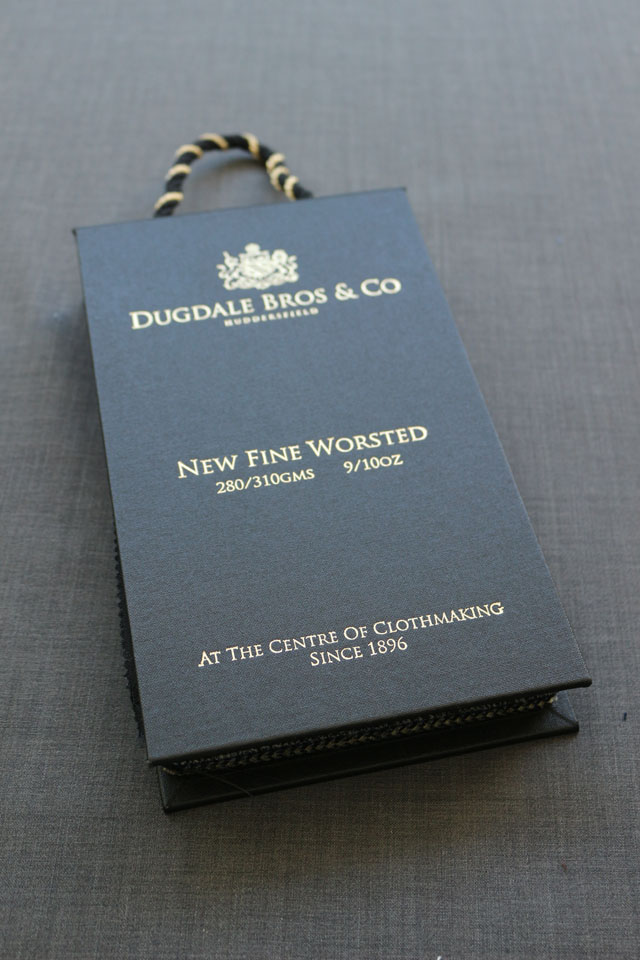 DUGDALE BROS & CO
HUDDERSFIELD
NEW FINE WORSTED
280/310GMS 9/10OZ
AT THE CENTRE OF CLOTHMAKING
SINCE 1896